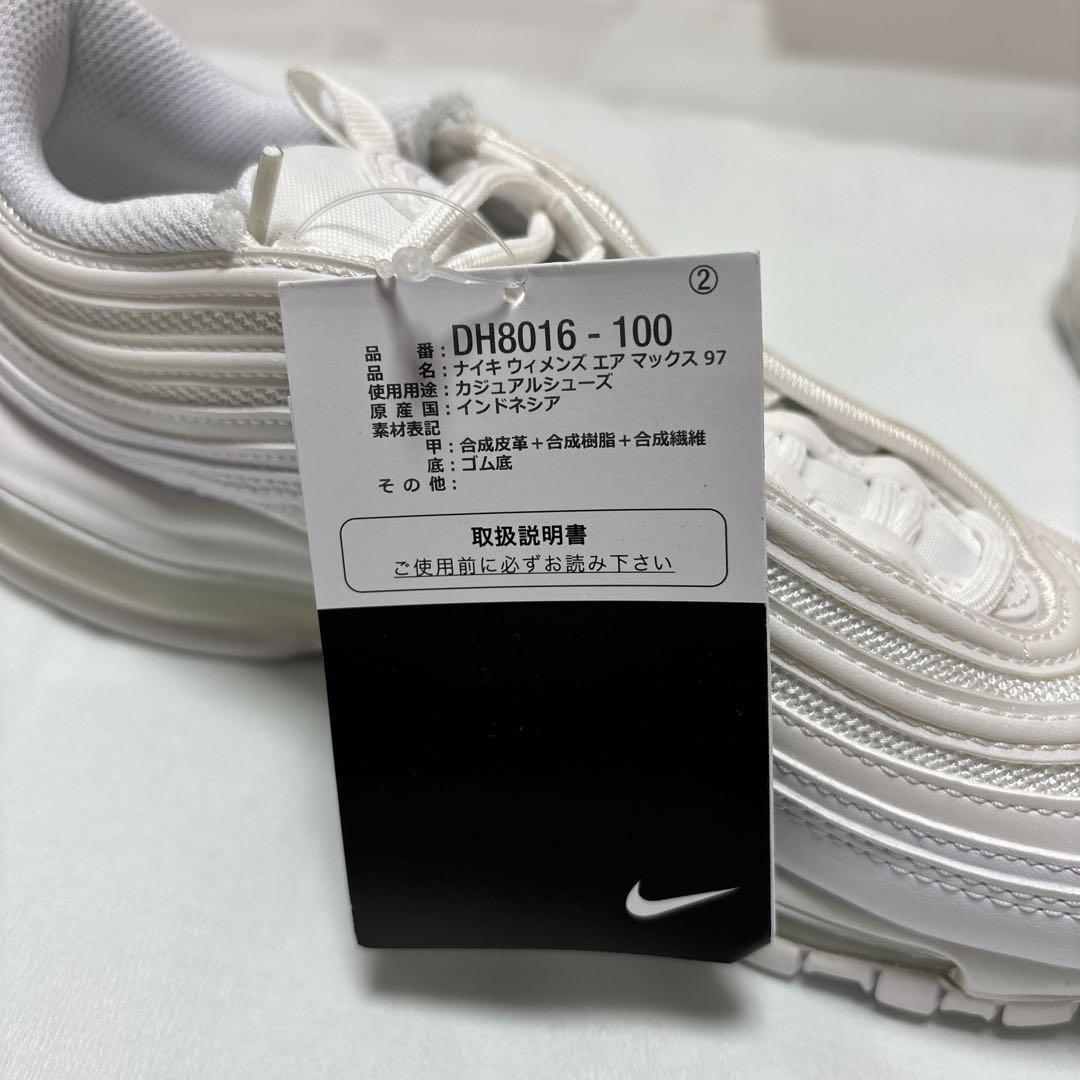 ②
品 番:DH8016 - 100
品 名:ナイキ ウィメンズ エア マックス 97
使用用途:カジュアルシューズ
原 産 国:インドネシア
素材表記
甲:合成皮革+合成樹脂+合成繊維
底:ゴム底
そ の 他:
取扱説明書
ご使用前に必ずお読み下さい